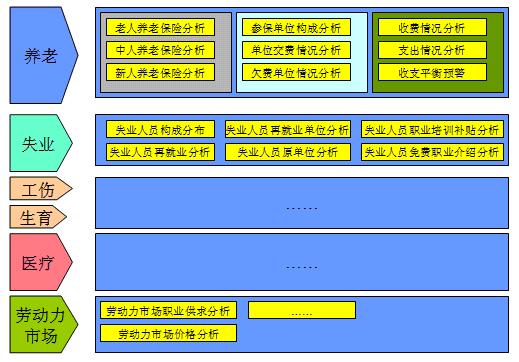 养老
老人养老保险分析
中人养老保险分析
新人养老保险分析
参保单位构成分析
单位交费情况分析
欠费单位情况分析
收费情况分析
支出情况分析
收支平衡预警
失业
失业人员构成分布
失业人员再就业单位分析
失业人员职业培训补贴分析
失业人员再就业分析
失业人员原单位分析
失业人员免费职业介绍分析
工伤
生育
……
医疗
……
劳动力
市场
劳动力市场职业供求分析
……
劳动力市场价格分析